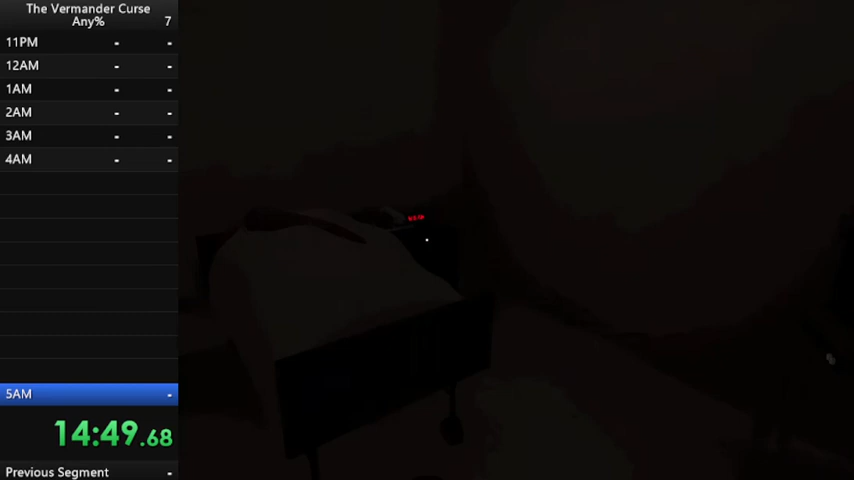 The Vermander Curse
Any% 7
11PM - -
12AM - -
1AM - -
2AM - -
3AM - -
4AM - -
5AM -
14:49.68
Previous Segment -